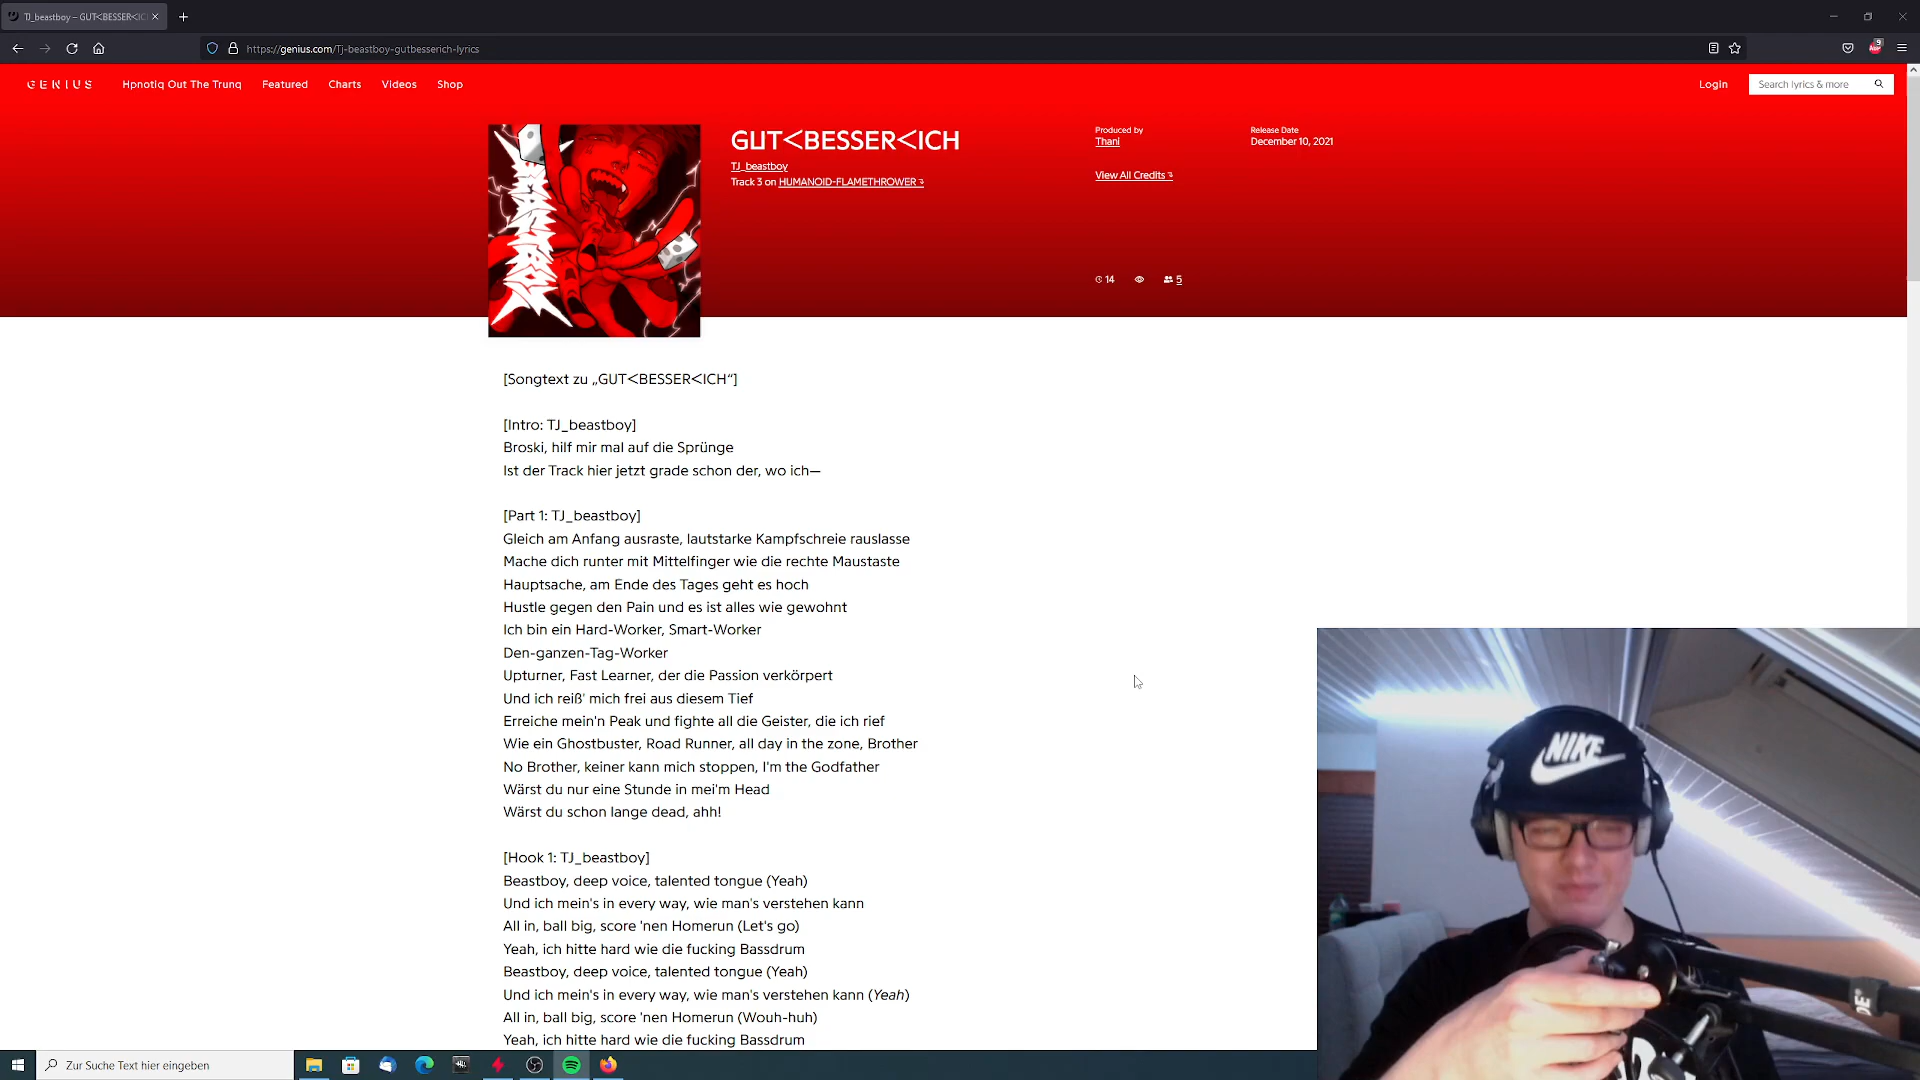 TJ_beastboy – GUT<BESSER<ICH
https://genius.com/Tj-beastboy-gutbesserich-lyrics
9
GENIUS
Hpnotiq Out The Trunq
Featured
Charts
Videos
Shop
Login
Search lyrics & more
GUT<BESSER<ICH
TJ_beastboy
Track 3 on HUMANOID-FLAMETHROWER
Produced by
Thani
Release Date
December 10, 2021
View All Credits
14
5
[Songtext zu „GUT<BESSER<ICH“]
[Intro: TJ_beastboy]
Broski, hilf mir mal auf die Sprünge
Ist der Track hier jetzt grade schon der, wo ich—
[Part 1: TJ_beastboy]
Gleich am Anfang ausraste, lautstarke Kampfschreie rauslasse
Mache dich runter mit Mittelfinger wie die rechte Maustaste
Hauptsache, am Ende des Tages geht es hoch
Hustle gegen den Pain und es ist alles wie gewohnt
Ich bin ein Hard-Worker, Smart-Worker
Den-ganzen-Tag-Worker
Upturner, Fast Learner, der die Passion verkörpert
Und ich reiß' mich frei aus diesem Tief
Erreiche mein'n Peak und fighte all die Geister, die ich rief
Wie ein Ghostbuster, Road Runner, all day in the zone, Brother
No Brother, keiner kann mich stoppen, I'm the Godfather
Wärst du nur eine Stunde in mei'm Head
Wärst du schon lange dead, ahh!
[Hook 1: TJ_beastboy]
Beastboy, deep voice, talented tongue (Yeah)
Und ich mein's in every way, wie man's verstehen kann
All in, ball big, score 'nen Homerun (Let's go)
Yeah, ich hitte hard wie die fucking Bassdrum
Beastboy, deep voice, talented tongue (Yeah)
Und ich mein's in every way, wie man's verstehen kann (Yeah)
All in, ball big, score 'nen Homerun (Wouh-huh)
Yeah, ich hitte hard wie die fucking Bassdrum
NIKE
Zur Suche Text hier eingeben